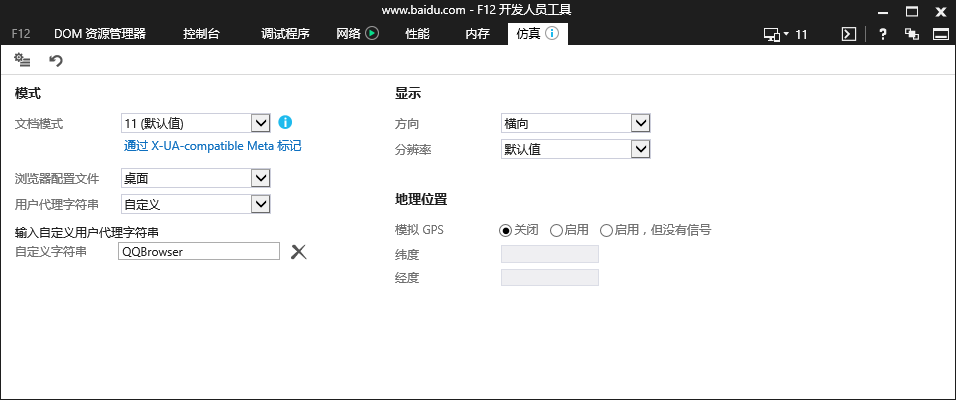 www.baidu.com - F12 开发人员工具
F12 DOM 资源管理器 控制台 调试程序 网络 性能 内存 仿真 11 ?
模式
文档模式 11 (默认值)
通过 X-UA-compatible Meta 标记
浏览器配置文件 桌面
用户代理字符串 自定义
输入自定义用户代理字符串
自定义字符串 QQBrowser
显示
方向 横向
分辨率 默认值
地理位置
模拟 GPS 关闭 启用 启用，但没有信号
纬度
经度